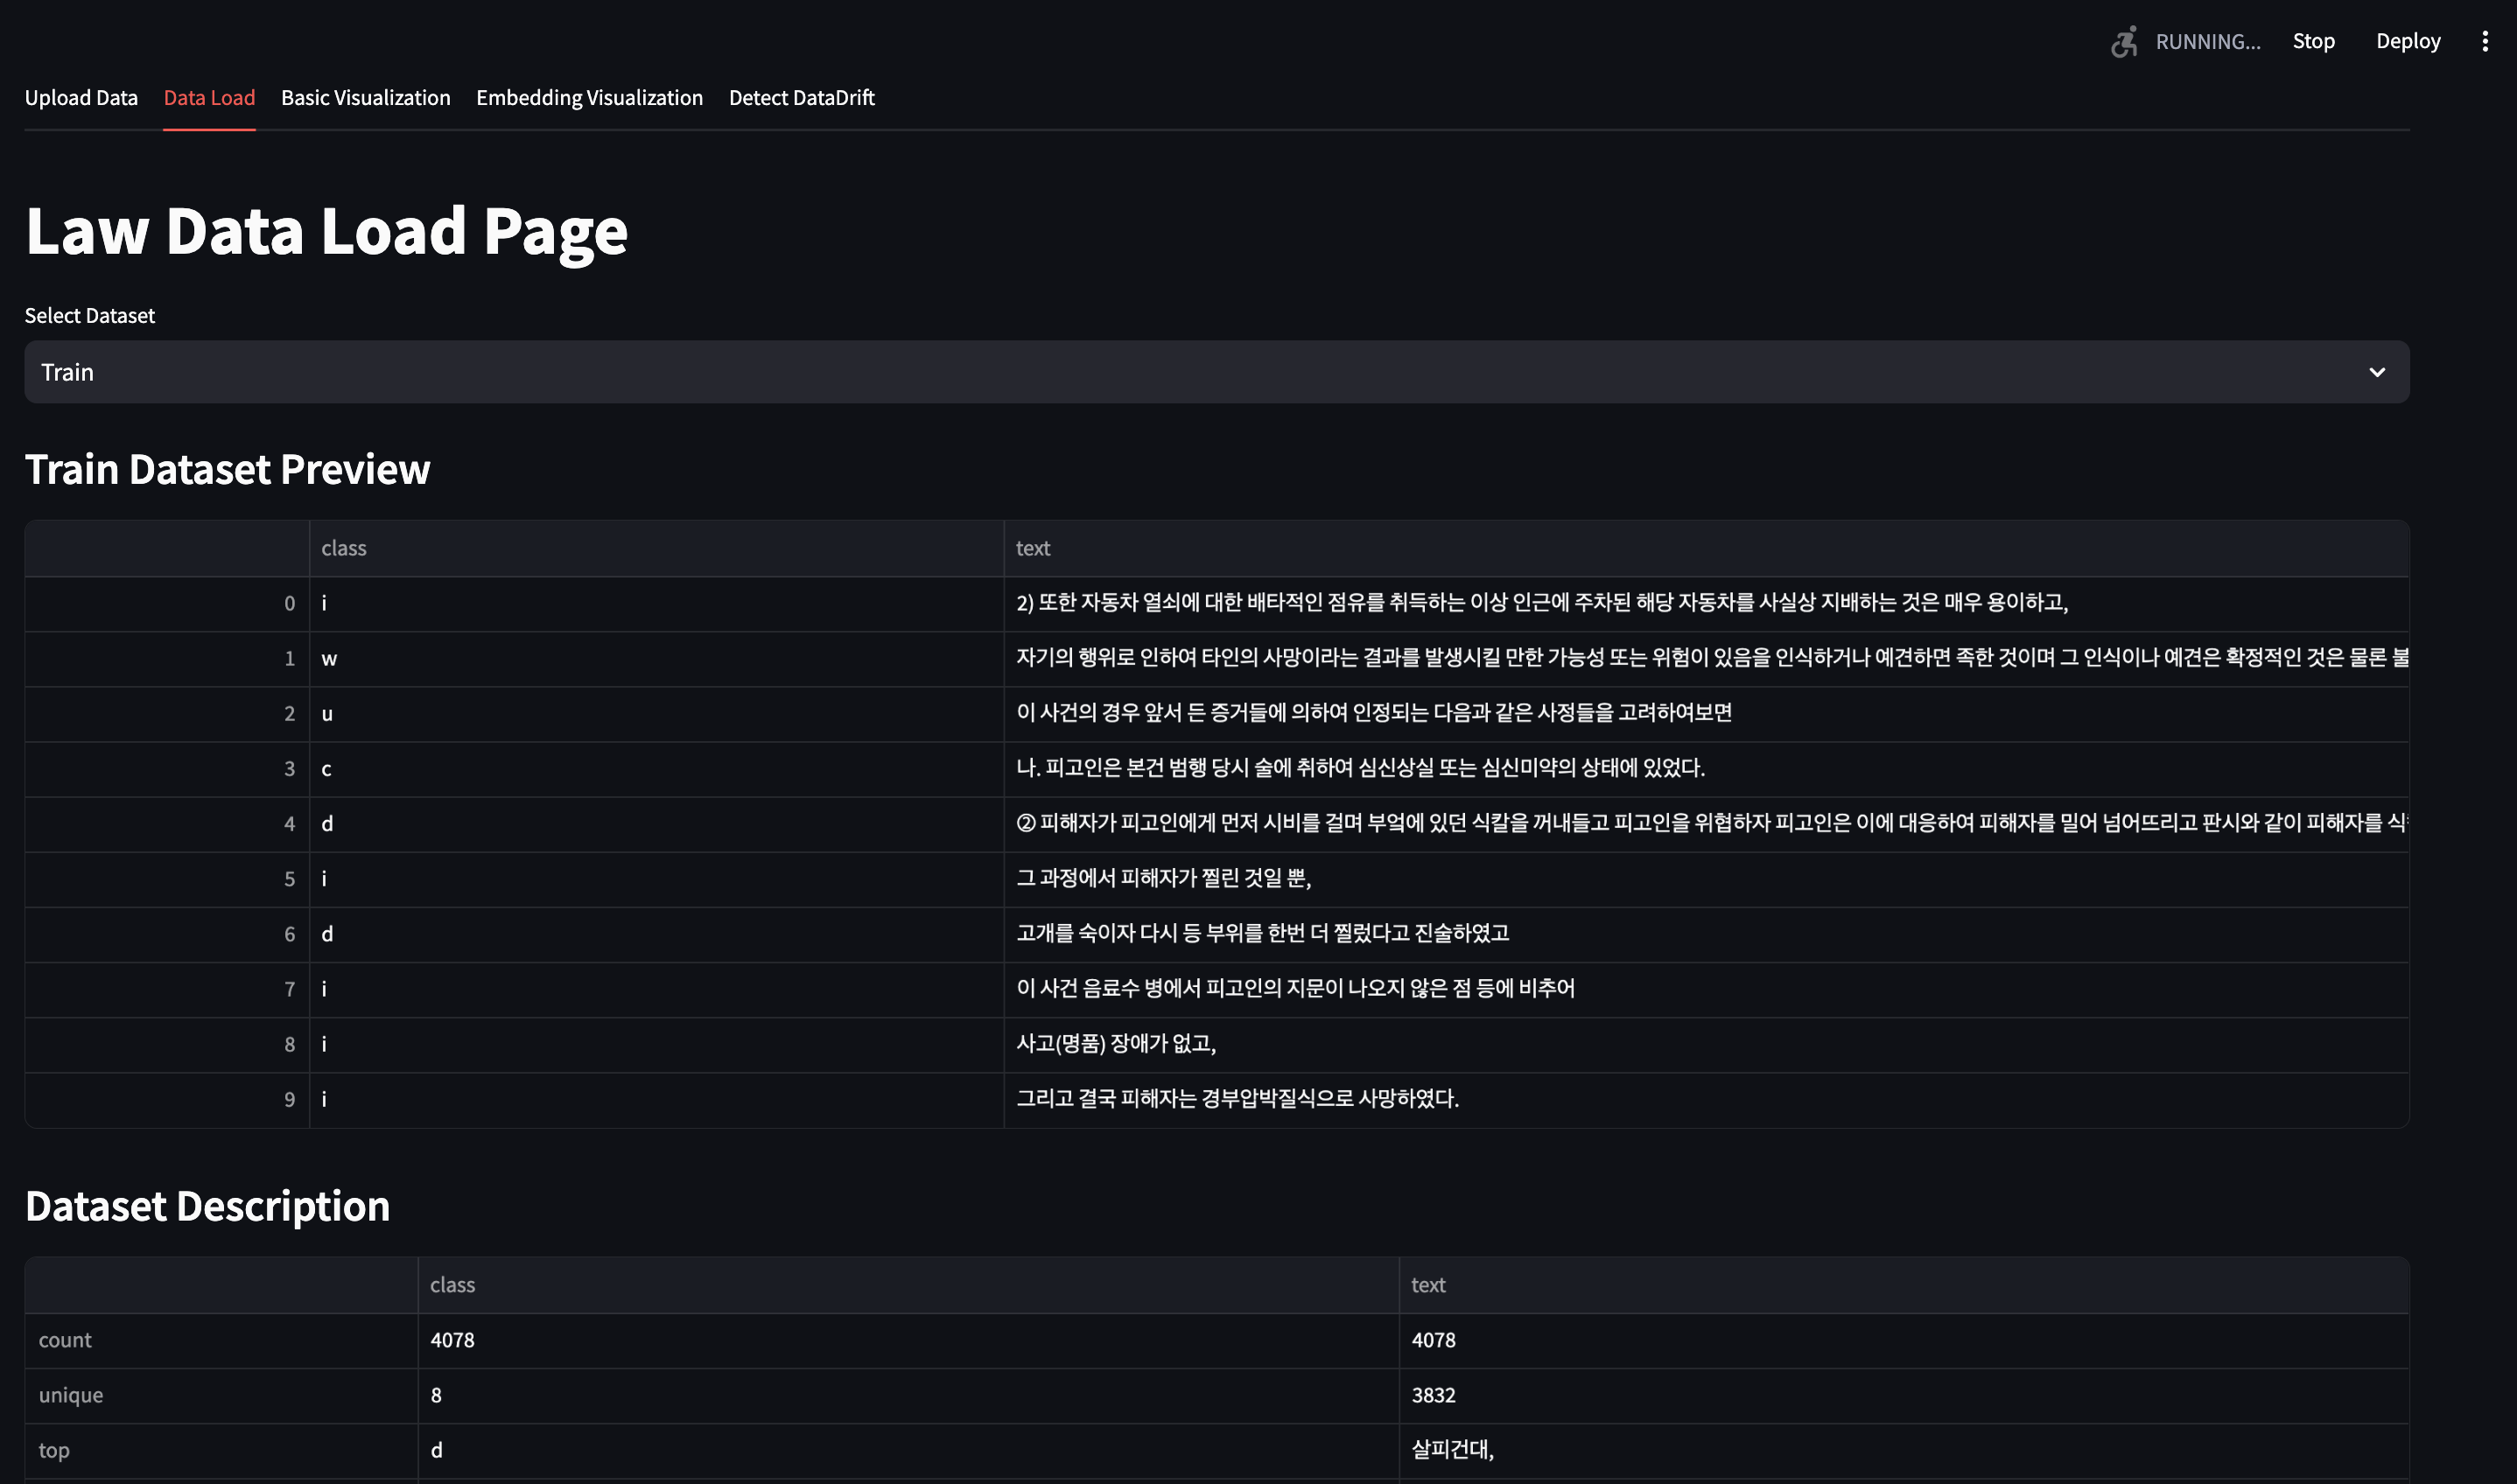 RUNNING... Stop Deploy
Upload Data Data Load Basic Visualization Embedding Visualization Detect DataDrift
Law Data Load Page
Select Dataset
Train
Train Dataset Preview
class text
0 i 2) 또한 자동차 열쇠에 대한 배타적인 점유를 취득하는 이상 인근에 주차된 해당 자동차를 사실상 지배하는 것은 매우 용이하고,
1 w 자기의 행위로 인하여 타인의 사망이라는 결과를 발생시킬 만한 가능성 또는 위험이 있음을 인식하거나 예견하면 족한 것이며 그 인식이나 예견은 확정적인 것은 물론 불
2 u 이 사건의 경우 앞서 든 증거들에 의하여 인정되는 다음과 같은 사정들을 고려하여보면
3 c 나. 피고인은 본건 범행 당시 술에 취하여 심신상실 또는 심신미약의 상태에 있었다.
4 d ② 피해자가 피고인에게 먼저 시비를 걸며 부엌에 있던 식칼을 꺼내들고 피고인을 위협하자 피고인은 이에 대응하여 피해자를 밀어 넘어뜨리고 판시와 같이 피해자를 식
5 i 그 과정에서 피해자가 찔린 것일 뿐,
6 d 고개를 숙이자 다시 등 부위를 한번 더 찔렀다고 진술하였고
7 i 이 사건 음료수 병에서 피고인의 지문이 나오지 않은 점 등에 비추어
8 i 사고(명품) 장애가 없고,
9 i 그리고 결국 피해자는 경부압박질식으로 사망하였다.
Dataset Description
class text
count 4078 4078
unique 8 3832
top d 살피건대,